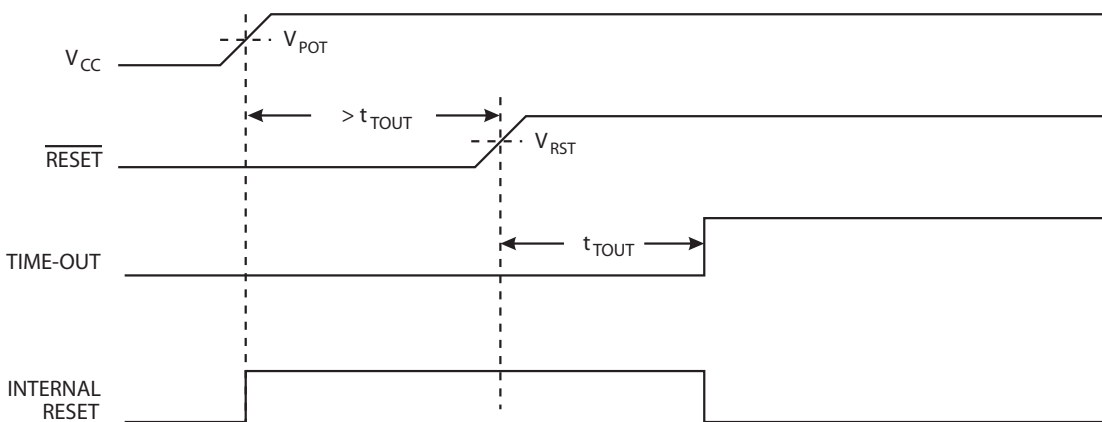 V_CC
V_POT
> t_TOUT
RESET
V_RST
TIME-OUT
t_TOUT
INTERNAL
RESET